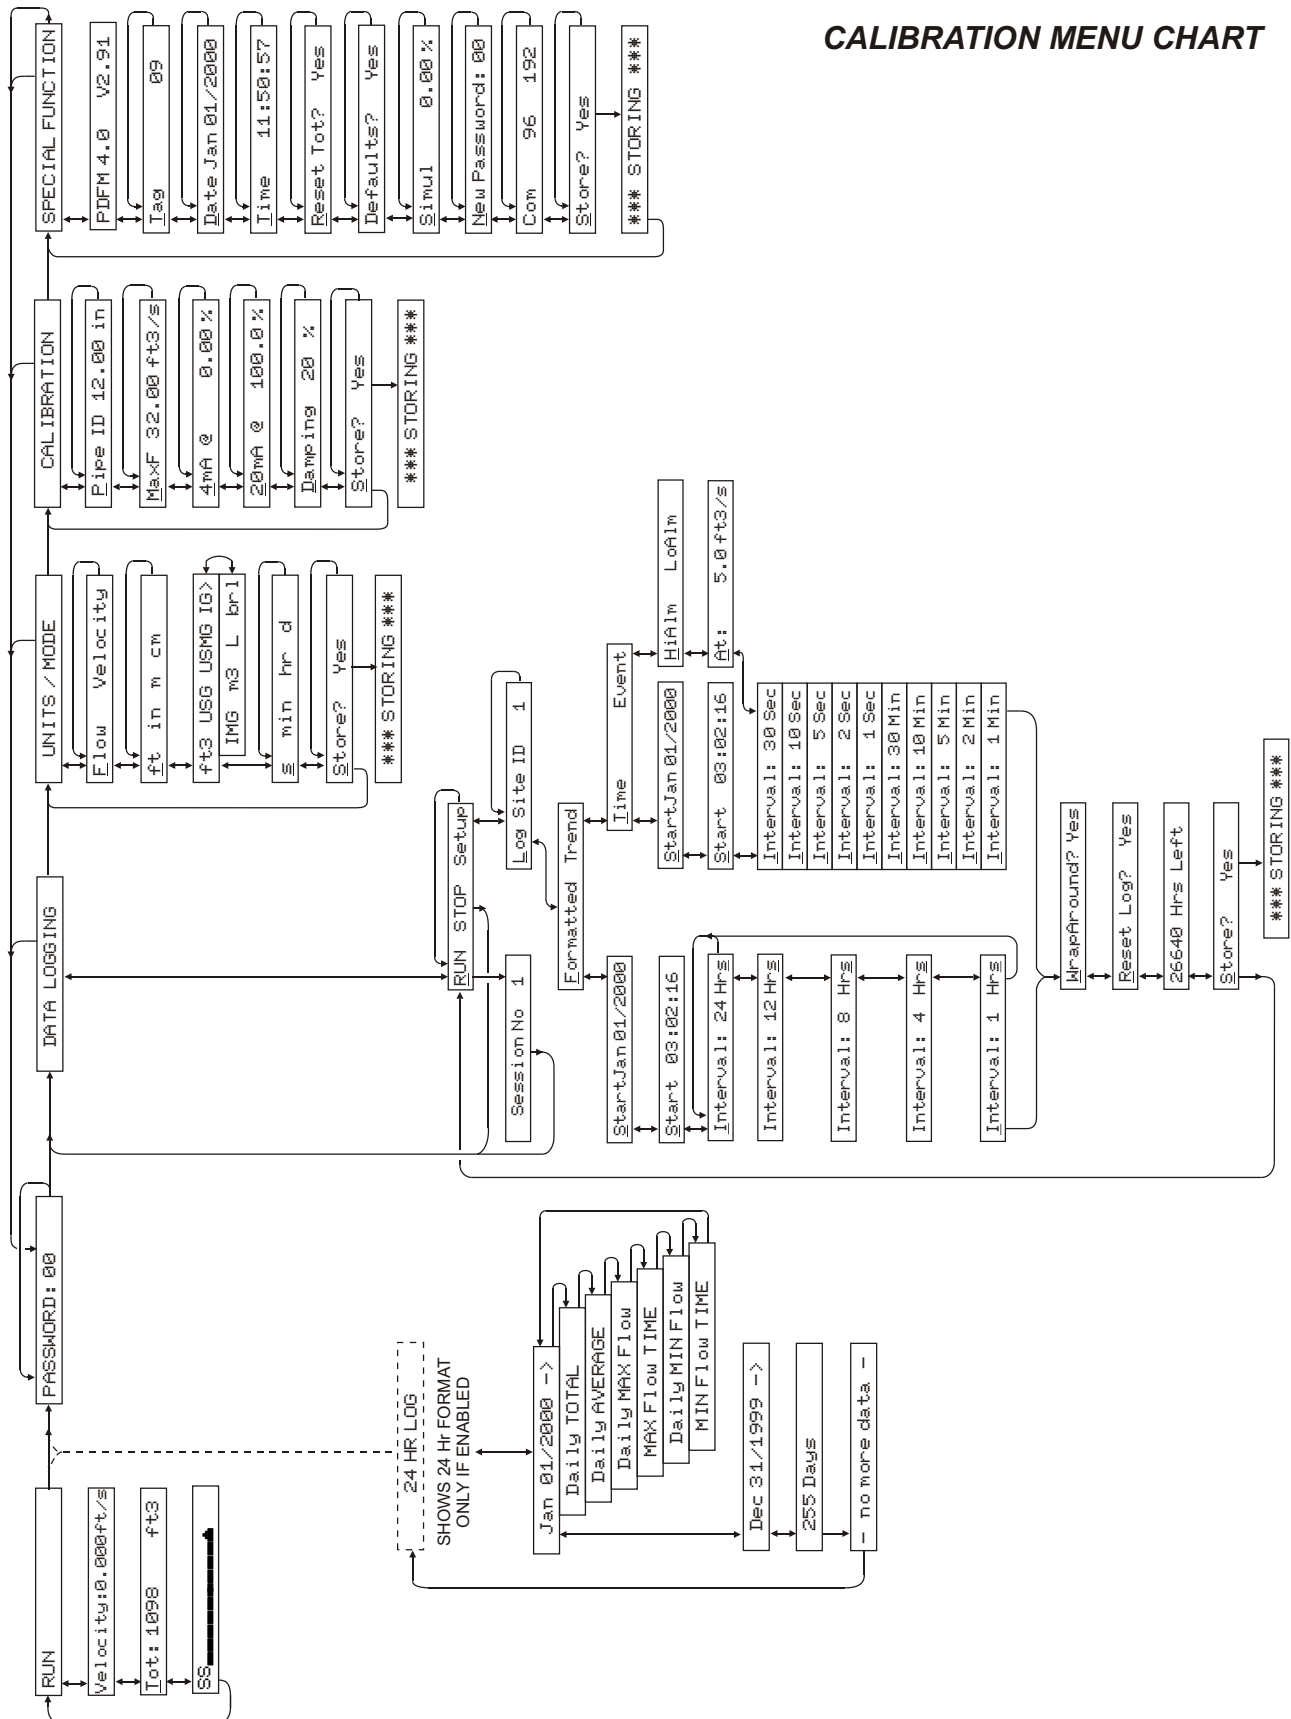 CALIBRATION MENU CHART
RUN
Velocity:0.000ft/s
Tot: 1098 ft3
SS
PASSWORD: 00
24 HR LOG
SHOWS 24 Hr FORMAT
ONLY IF ENABLED
Jan 01/2000 -->
Daily TOTAL
Daily AVERAGE
Daily MAX Flow
MAX Flow TIME
Daily MIN Flow
MIN Flow TIME
Dec 31/1999 -->
255 Days
- no more data -
DATA LOGGING
RUN STOP Setup
Session No 1
Log Site ID 1
Formatted Trend
StartJan 01/2000
Start 03:02:16
Interval: 24 Hrs
Interval: 12 Hrs
Interval: 8 Hrs
Interval: 4 Hrs
Interval: 1 Hrs
Time Event
StartJan 01/2000
Start 03:02:16
HiAlm LoAlm
At: 5.0 ft3/s
Interval: 30 Sec
Interval: 10 Sec
Interval: 5 Sec
Interval: 2 Sec
Interval: 1 Sec
Interval: 30 Min
Interval: 10 Min
Interval: 5 Min
Interval: 2 Min
Interval: 1 Min
WrapAround? Yes
Reset Log? Yes
26640 Hrs Left
Store? Yes
*** STORING ***
UNITS / MODE
Flow Velocity
ft in m cm
ft3 USG USMG IG>
IMG m3 L brl
s min hr d
Store? Yes
*** STORING ***
CALIBRATION
Pipe ID 12.00 in
MaxF 32.00 ft3/s
4mA @ 0.00 %
20mA @ 100.0 %
Damping 20 %
Store? Yes
*** STORING ***
SPECIAL FUNCTION
PDFM 4.0 V2.91
Tag 09
Date Jan 01/2000
Time 11:50:57
Reset Tot? Yes
Defaults? Yes
Simul 0.00 %
New Password: 00
Com 96 192
Store? Yes
*** STORING ***